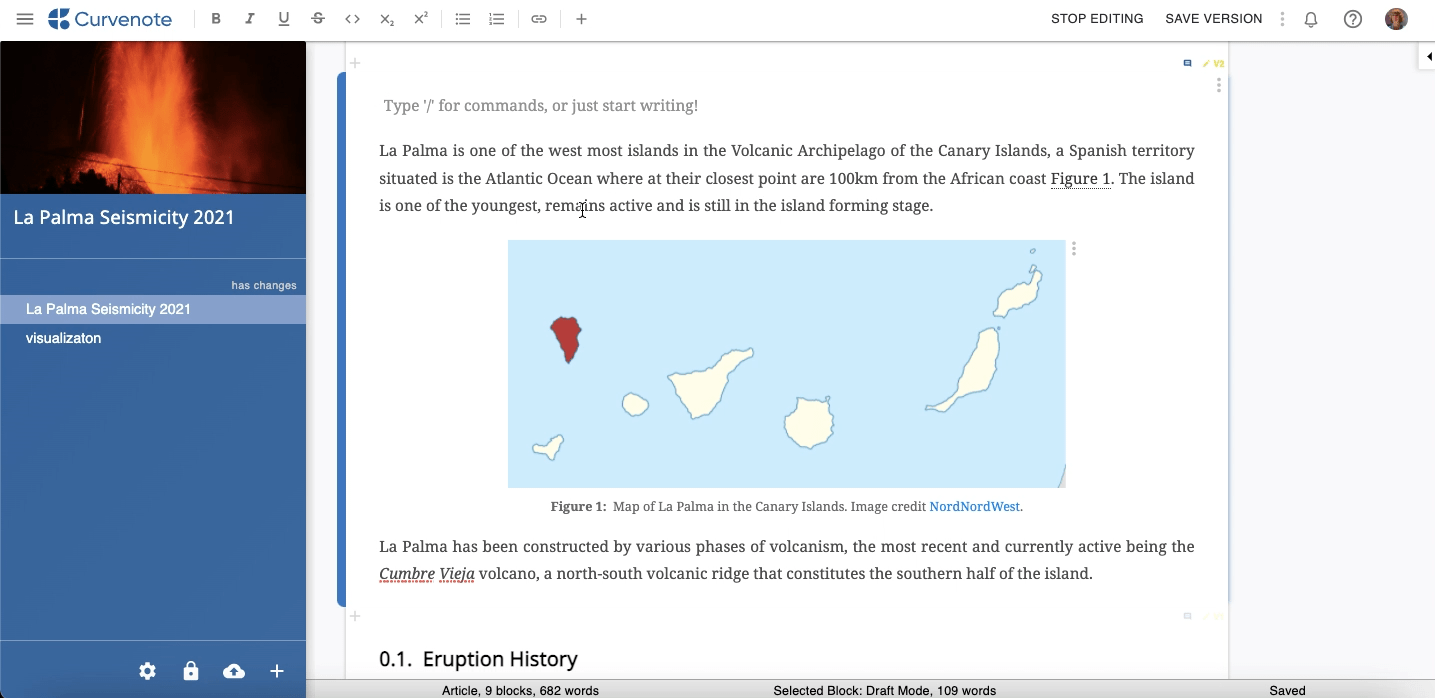 Curvenote
B I U S <> X₂ X²
STOP EDITING SAVE VERSION
V2
La Palma Seismicity 2021
has changes
La Palma Seismicity 2021
visualizaton
Type '/' for commands, or just start writing!
La Palma is one of the west most islands in the Volcanic Archipelago of the Canary Islands, a Spanish territory
situated is the Atlantic Ocean where at their closest point are 100km from the African coast Figure 1. The island
is one of the youngest, remains active and is still in the island forming stage.
Figure 1: Map of La Palma in the Canary Islands. Image credit NordNordWest.
La Palma has been constructed by various phases of volcanism, the most recent and currently active being the
Cumbre Vieja volcano, a north-south volcanic ridge that constitutes the southern half of the island.
0.1. Eruption History
Article, 9 blocks, 682 words
Selected Block: Draft Mode, 109 words
Saved